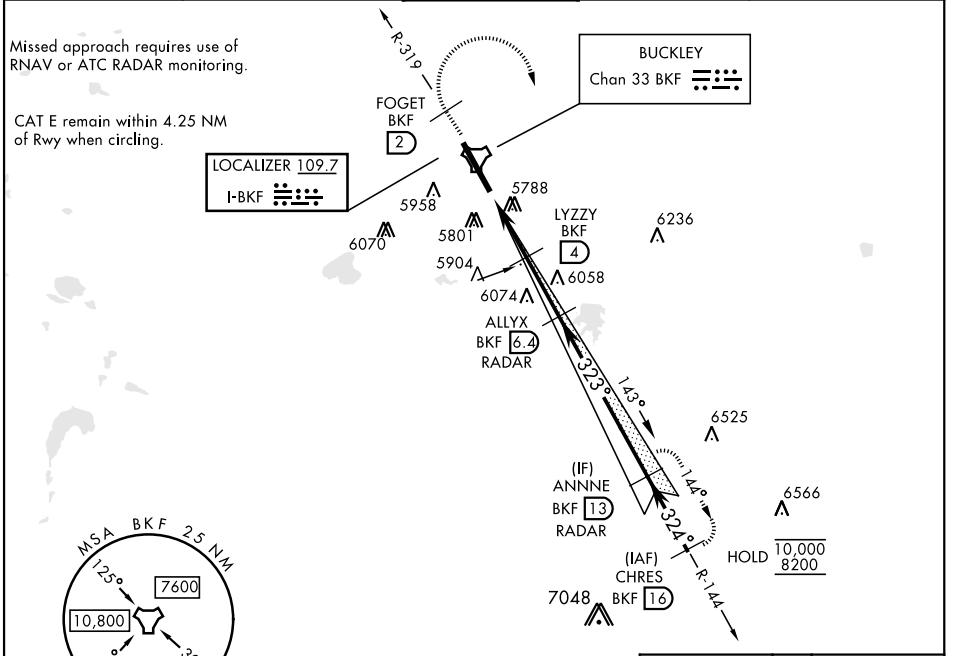 Missed approach requires use of
RNAV or ATC RADAR monitoring.
CAT E remain within 4.25 NM
of Rwy when circling.
R-319
BUCKLEY
Chan 33 BKF
FOGET
BKF
2
LOCALIZER 109.7
I-BKF
5958
6070
5801
5788
5904
LYZZY
BKF
4
6236
6058
6074
ALLYX
BKF 6.4
RADAR
323°
143°
6525
(IF)
ANNNE
BKF 13
RADAR
144°
324°
6566
HOLD 10,000
8200
(IAF)
CHRES
BKF 16
R-144
7048
MSA BKF 25 NM
125°
7600
10,800